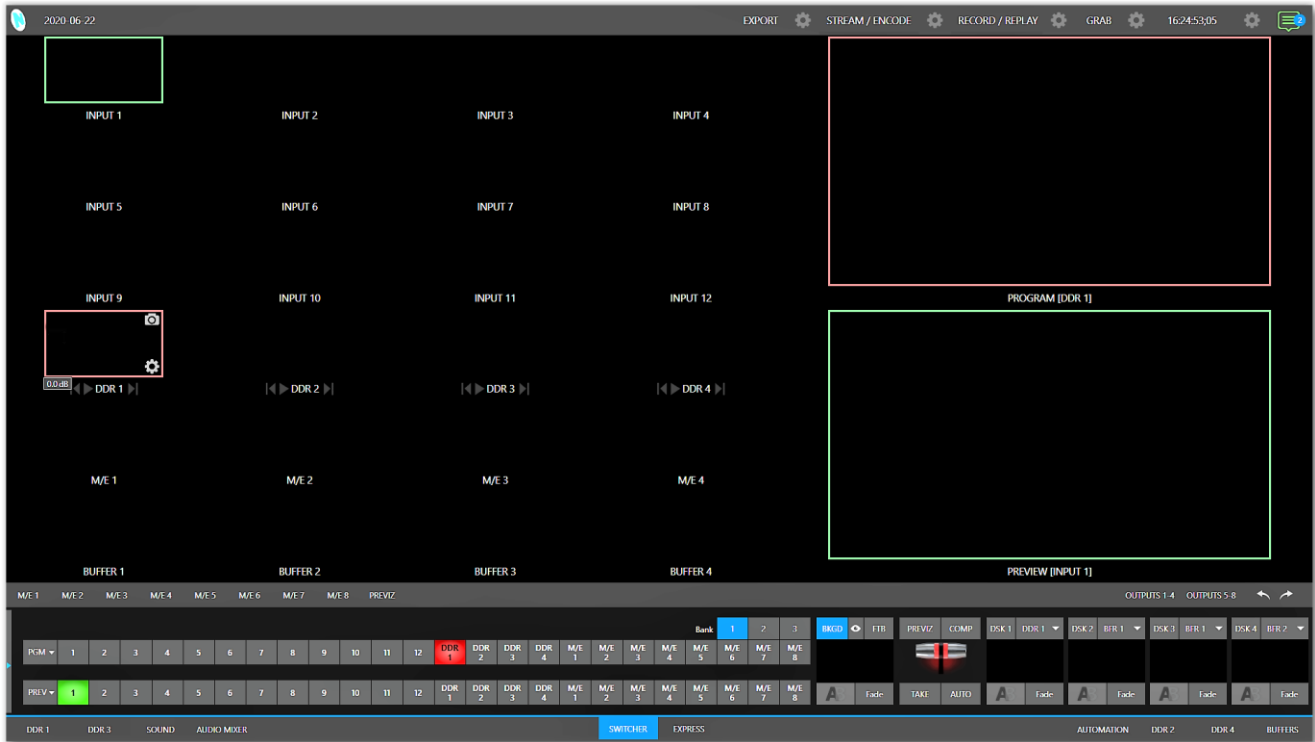 2020-06-22 EXPORT STREAM / ENCODE RECORD / REPLAY GRAB 16:24:53;05 2
INPUT 1 INPUT 2 INPUT 3 INPUT 4
INPUT 5 INPUT 6 INPUT 7 INPUT 8
INPUT 9 INPUT 10 INPUT 11 INPUT 12
PROGRAM [DDR 1]
0.0 dB DDR 1 DDR 2 DDR 3 DDR 4
M/E 1 M/E 2 M/E 3 M/E 4
BUFFER 1 BUFFER 2 BUFFER 3 BUFFER 4
PREVIEW [INPUT 1]
M/E 1 M/E 2 M/E 3 M/E 4 M/E 5 M/E 6 M/E 7 M/E 8 PREVIZ OUTPUTS 1-4 OUTPUTS 5-8
Bank 1 2 3 BKGD FTB PREVIZ COMP DSK 1 DDR 1 DSK 2 BFR 1 DSK 3 BFR 1 DSK 4 BFR 2
PGM 1 2 3 4 5 6 7 8 9 10 11 12 DDR 1 DDR 2 DDR 3 DDR 4 M/E 1 M/E 2 M/E 3 M/E 4 M/E 5 M/E 6 M/E 7 M/E 8
PREV 1 2 3 4 5 6 7 8 9 10 11 12 DDR 1 DDR 2 DDR 3 DDR 4 M/E 1 M/E 2 M/E 3 M/E 4 M/E 5 M/E 6 M/E 7 M/E 8 A Fade TAKE AUTO A Fade A Fade A Fade A Fade
DDR 1 DDR 3 SOUND AUDIO MIXER SWITCHER EXPRESS AUTOMATION DDR 2 DDR 4 BUFFERS